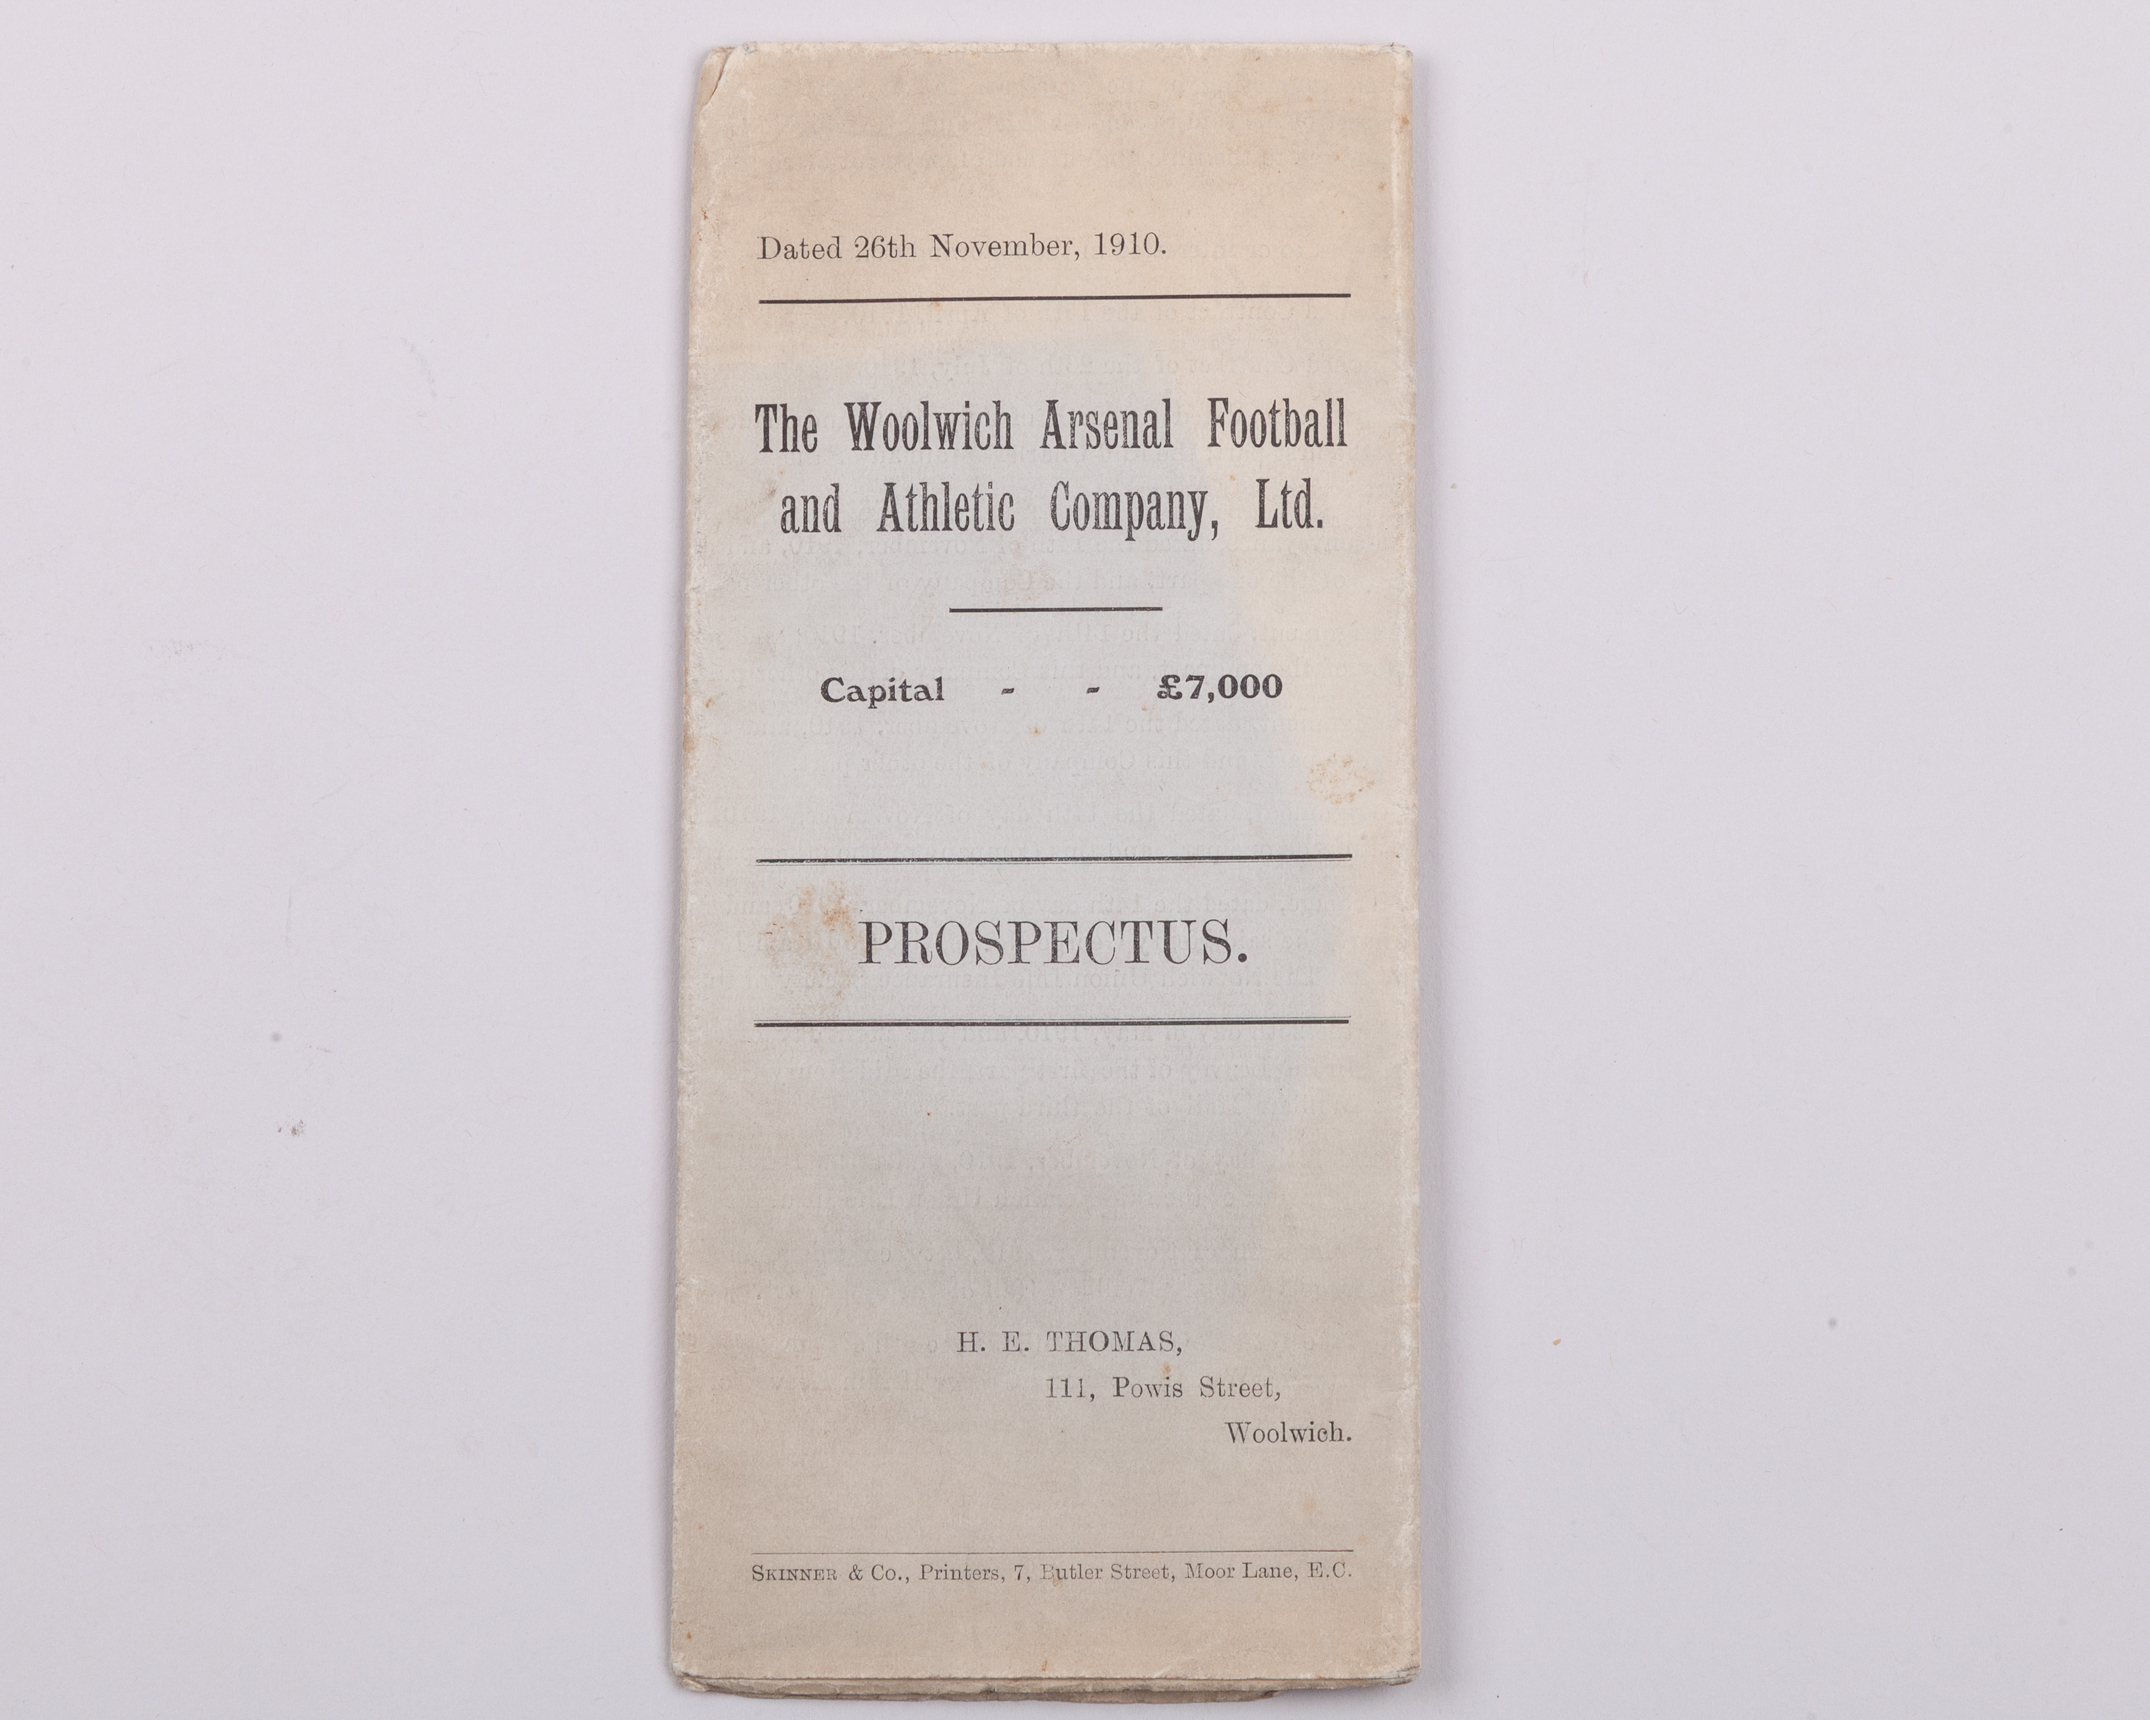 Dated 26th November, 1910.
The Woolwich Arsenal Football
and Athletic Company, Ltd.
Capital - - £7,000
PROSPECTUS.
H. E. THOMAS,
111, Powis Street,
Woolwich.
SKINNER & Co., Printers, 7, Butler Street, Moor Lane, E.C.